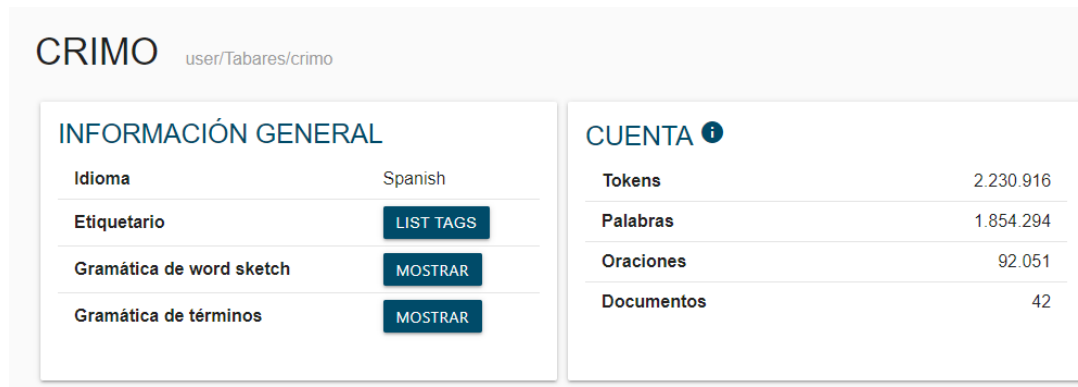 CRIMO user/Tabares/crimo
INFORMACIÓN GENERAL
Idioma Spanish
Etiquetario LIST TAGS
Gramática de word sketch MOSTRAR
Gramática de términos MOSTRAR
CUENTA
Tokens 2.230.916
Palabras 1.854.294
Oraciones 92.051
Documentos 42